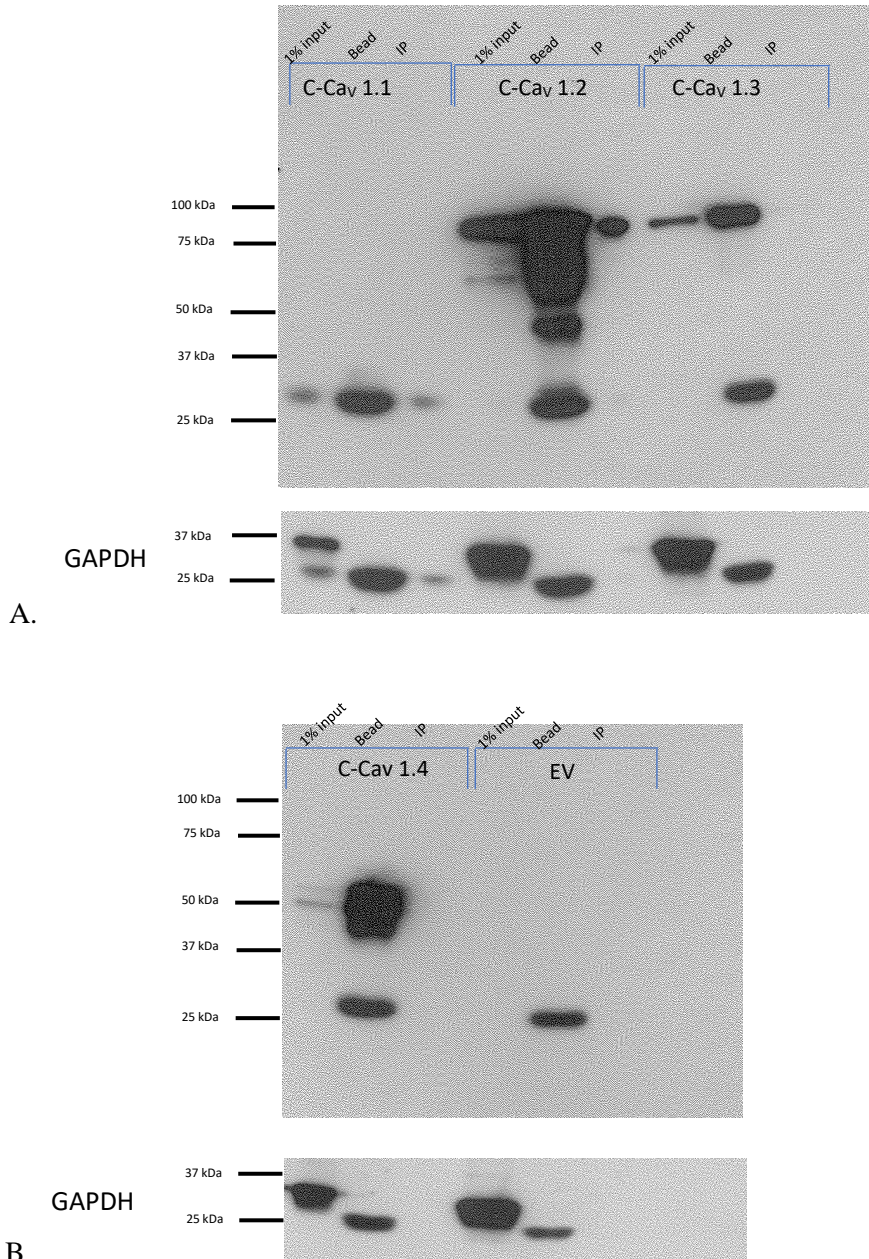 1% input Bead IP 1% input Bead IP 1% input Bead IP
C-CaV 1.1 C-CaV 1.2 C-CaV 1.3
100 kDa
75 kDa
50 kDa
37 kDa
25 kDa
37 kDa
GAPDH
25 kDa
A.
1% input Bead IP 1% input Bead IP
C-Cav 1.4 EV
100 kDa
75 kDa
50 kDa
37 kDa
25 kDa
37 kDa
GAPDH
25 kDa
B